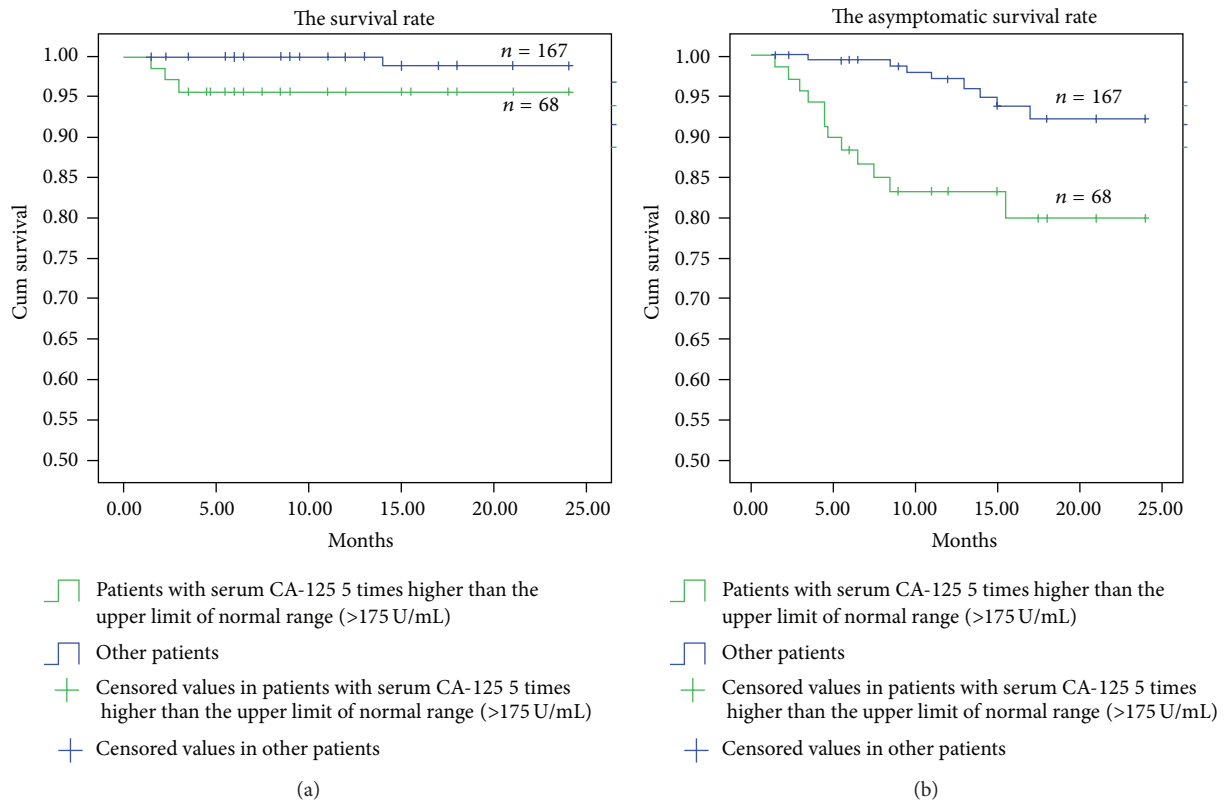 The survival rate
1.00
0.95
0.90
0.85
0.80
0.75
0.70
0.65
0.60
0.55
0.50
Cum survival
n = 167
n = 68
0.00 5.00 10.00 15.00 20.00 25.00
Months
Patients with serum CA-125 5 times higher than the
upper limit of normal range (>175 U/mL)
Other patients
Censored values in patients with serum CA-125 5 times
higher than the upper limit of normal range (>175 U/mL)
Censored values in other patients
(a)
The asymptomatic survival rate
1.00
0.95
0.90
0.85
0.80
0.75
0.70
0.65
0.60
0.55
0.50
Cum survival
n = 167
n = 68
0.00 5.00 10.00 15.00 20.00 25.00
Months
Patients with serum CA-125 5 times higher than the
upper limit of normal range (>175 U/mL)
Other patients
Censored values in patients with serum CA-125 5 times
higher than the upper limit of normal range (>175 U/mL)
Censored values in other patients
(b)